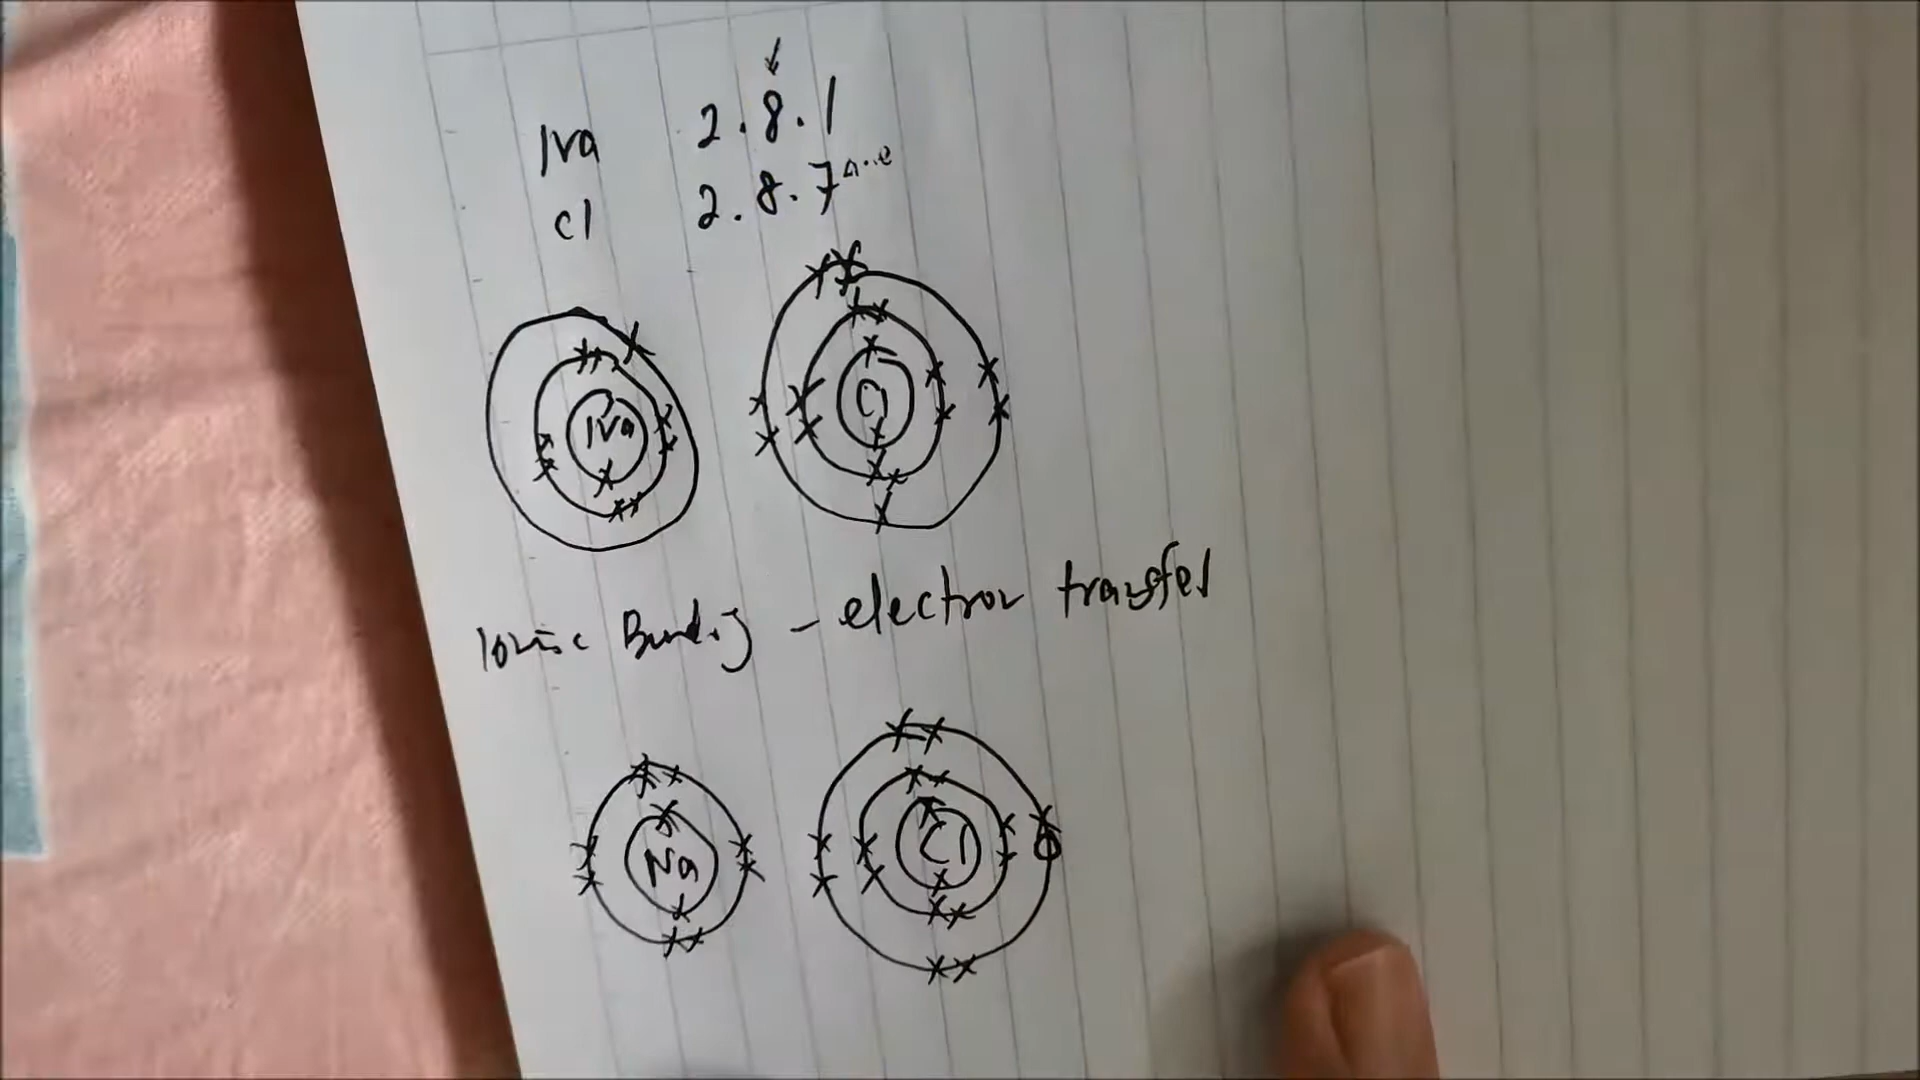 Na 2.8.1
Cl 2.8.7
Na Cl
Ionic Bonding - electron transfer
Na Cl